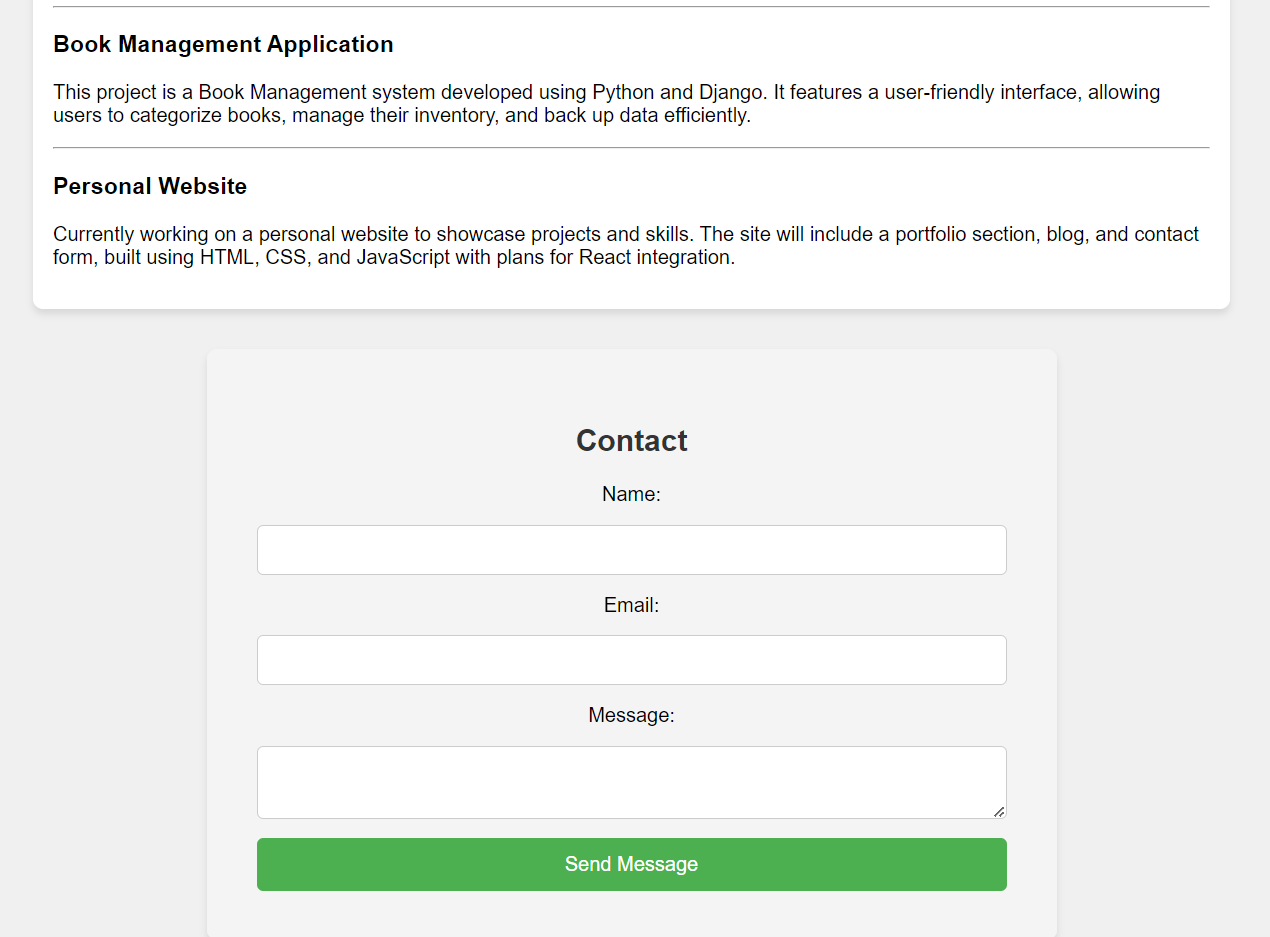 Book Management Application
This project is a Book Management system developed using Python and Django. It features a user-friendly interface, allowing
users to categorize books, manage their inventory, and back up data efficiently.
Personal Website
Currently working on a personal website to showcase projects and skills. The site will include a portfolio section, blog, and contact
form, built using HTML, CSS, and JavaScript with plans for React integration.
Contact
Name:
Email:
Message:
Send Message